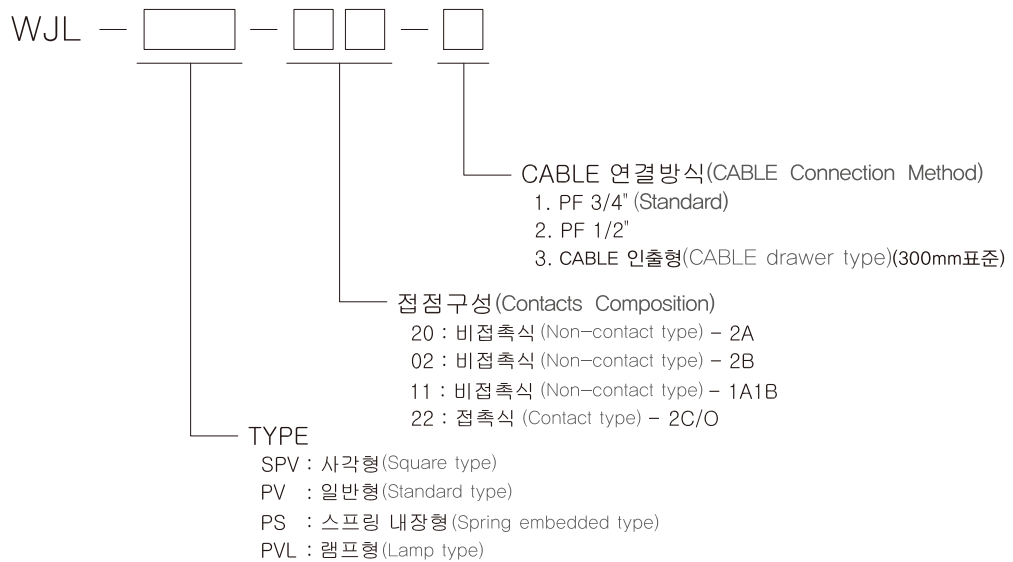 WJL – □ – □□ – □
CABLE 연결방식(CABLE Connection Method)
1. PF 3/4" (Standard)
2. PF 1/2"
3. CABLE 인출형(CABLE drawer type)(300mm표준)
접점구성(Contacts Composition)
20 : 비접촉식 (Non-contact type) - 2A
02 : 비접촉식 (Non-contact type) - 2B
11 : 비접촉식 (Non-contact type) - 1A1B
22 : 접촉식 (Contact type) - 2C/O
TYPE
SPV : 사각형(Square type)
PV : 일반형(Standard type)
PS : 스프링 내장형(Spring embedded type)
PVL : 램프형(Lamp type)